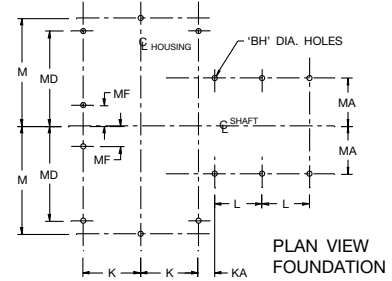 ℄ HOUSING
'BH' DIA. HOLES
M
MD
MF
MA
℄ SHAFT
MF
MA
M
MD
L
L
K
K
KA
PLAN VIEW
FOUNDATION